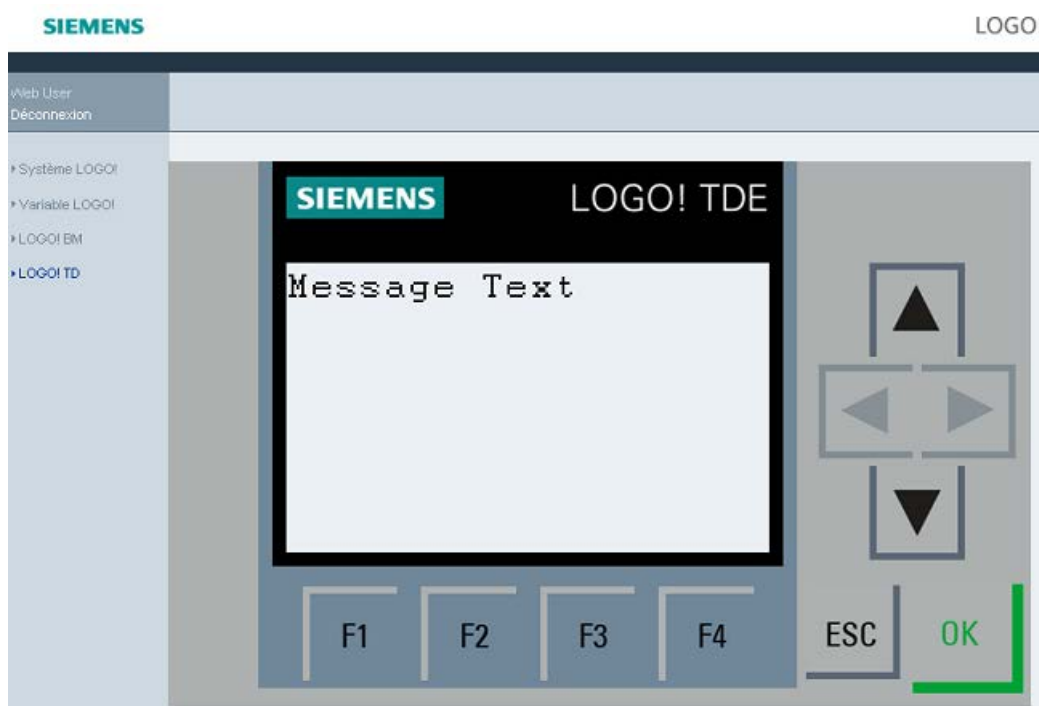 SIEMENS
LOGO
Web User
Déconnexion
Système LOGO!
Variable LOGO!
LOGO! BM
LOGO! TD
SIEMENS LOGO! TDE
Message Text
F1 F2 F3 F4 ESC OK